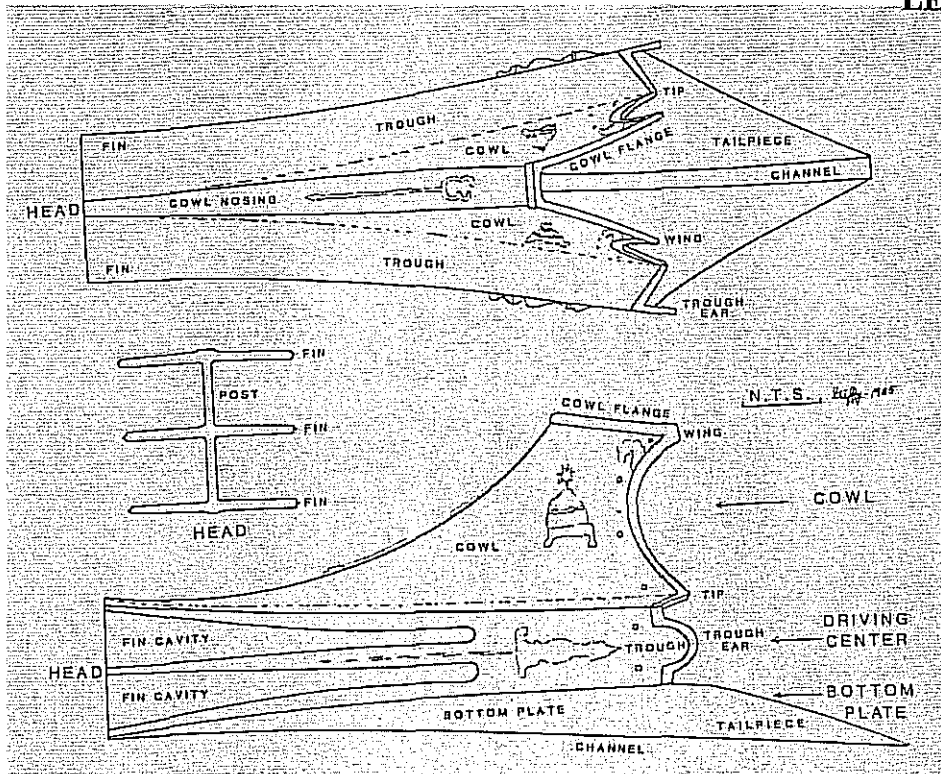 LE
TIP
TROUGH
FIN
COWL
COWL FLANGE
TAILPIECE
CHANNEL
COWL NOSING
HEAD
COWL
WING
TROUGH
FIN
TROUGH
EAR
FIN
POST
FIN
FIN
HEAD
N.T.S.
COWL FLANGE
WING
COWL
COWL
TIP
FIN CAVITY
TROUGH
TROUGH
EAR
DRIVING
CENTER
HEAD
FIN CAVITY
BOTTOM PLATE
BOTTOM
PLATE
TAILPIECE
CHANNEL